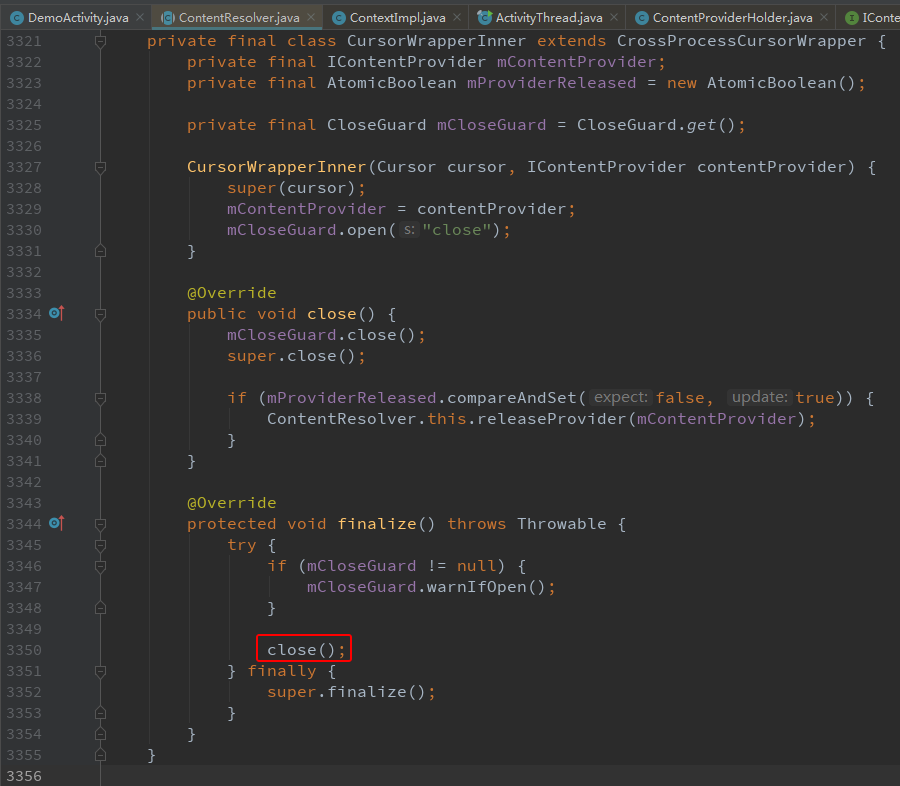 DemoActivity.java × ContentResolver.java × ContextImpl.java × ActivityThread.java × ContentProviderHolder.java × IConte
3321 private final class CursorWrapperInner extends CrossProcessCursorWrapper {
3322 private final IContentProvider mContentProvider;
3323 private final AtomicBoolean mProviderReleased = new AtomicBoolean();
3324
3325 private final CloseGuard mCloseGuard = CloseGuard.get();
3326
3327 CursorWrapperInner(Cursor cursor, IContentProvider contentProvider) {
3328 super(cursor);
3329 mContentProvider = contentProvider;
3330 mCloseGuard.open( s: "close");
3331 }
3332
3333 @Override
3334 public void close() {
3335 mCloseGuard.close();
3336 super.close();
3337
3338 if (mProviderReleased.compareAndSet( expect: false, update: true)) {
3339 ContentResolver.this.releaseProvider(mContentProvider);
3340 }
3341 }
3342
3343 @Override
3344 protected void finalize() throws Throwable {
3345 try {
3346 if (mCloseGuard != null) {
3347 mCloseGuard.warnIfOpen();
3348 }
3349
3350 close();
3351 } finally {
3352 super.finalize();
3353 }
3354 }
3355 }
3356